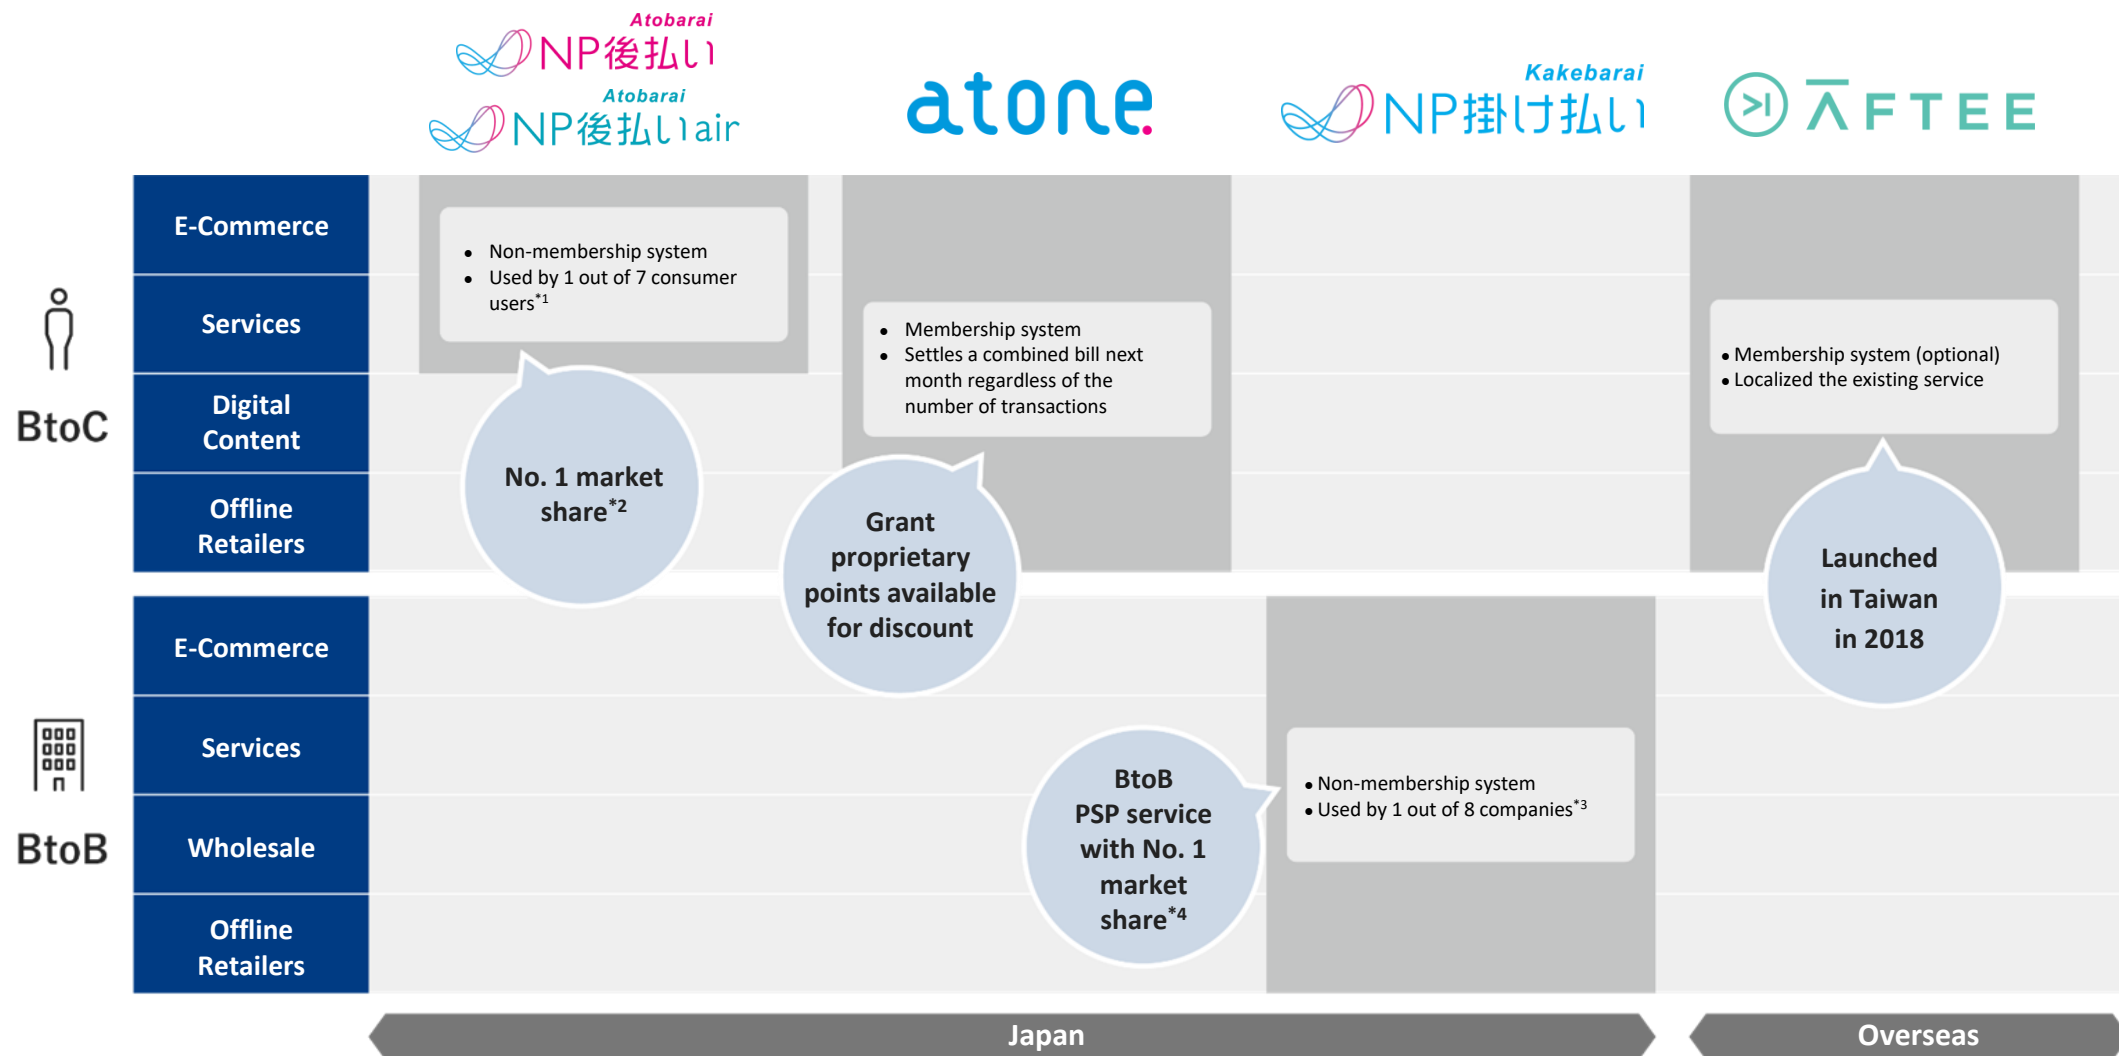 Atobarai
NP後払い
Atobarai
NP後払いair
atone
Kakebarai
NP掛け払い
AFTEE
BtoC
E-Commerce
Services
Digital
Content
Offline
Retailers
• Non-membership system
• Used by 1 out of 7 consumer
users*1
No. 1 market
share*2
• Membership system
• Settles a combined bill next
month regardless of the
number of transactions
Grant
proprietary
points available
for discount
• Membership system (optional)
• Localized the existing service
Launched
in Taiwan
in 2018
BtoB
E-Commerce
Services
Wholesale
Offline
Retailers
BtoB
PSP service
with No. 1
market
share*4
• Non-membership system
• Used by 1 out of 8 companies*3
Japan
Overseas